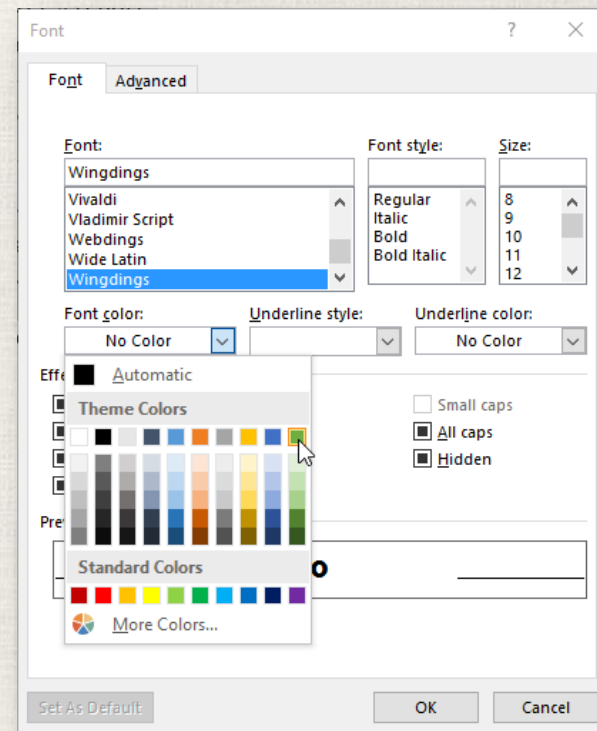 Font
?
Font Advanced
Font: Font style: Size:
Wingdings
Vivaldi
Vladimir Script
Webdings
Wide Latin
Wingdings
Regular
Italic
Bold
Bold Italic
8
9
10
11
12
Font color: Underline style: Underline color:
No Color No Color
Effe
Automatic
Theme Colors
Small caps
All caps
Hidden
Prev
Standard Colors
o
More Colors...
Set As Default OK Cancel